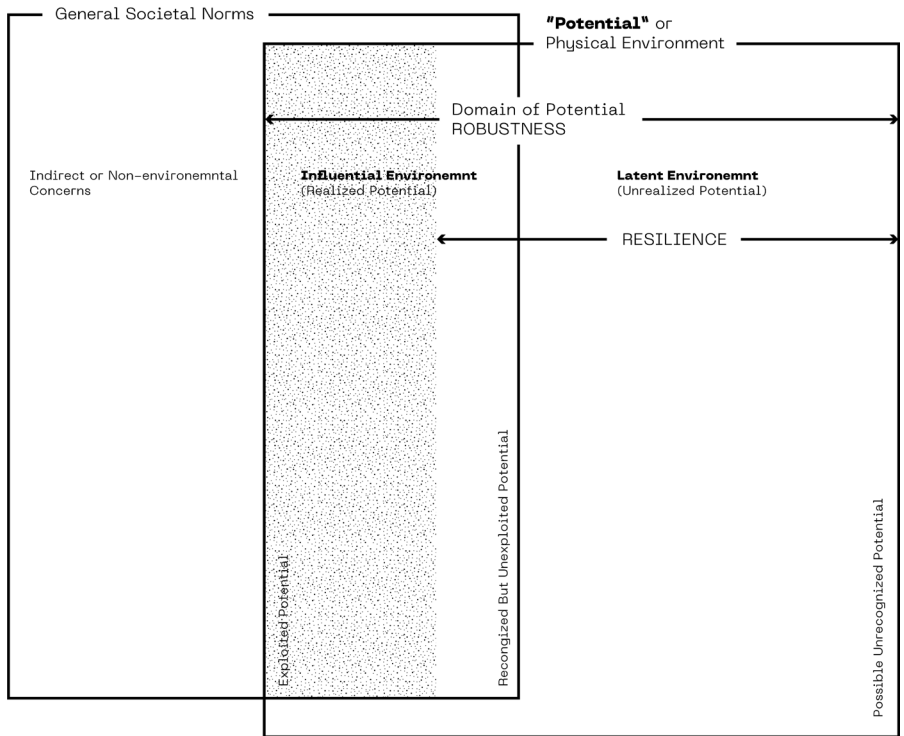 General Societal Norms
"Potential" or
Physical Environment
Domain of Potential
ROBUSTNESS
Indirect or Non-environemntal
Concerns
Influential Environemnt
(Realized Potential)
Latent Environemnt
(Unrealized Potential)
RESILIENCE
Exploited Potential
Recongized But Unexploited Potential
Possible Unrecognized Potential